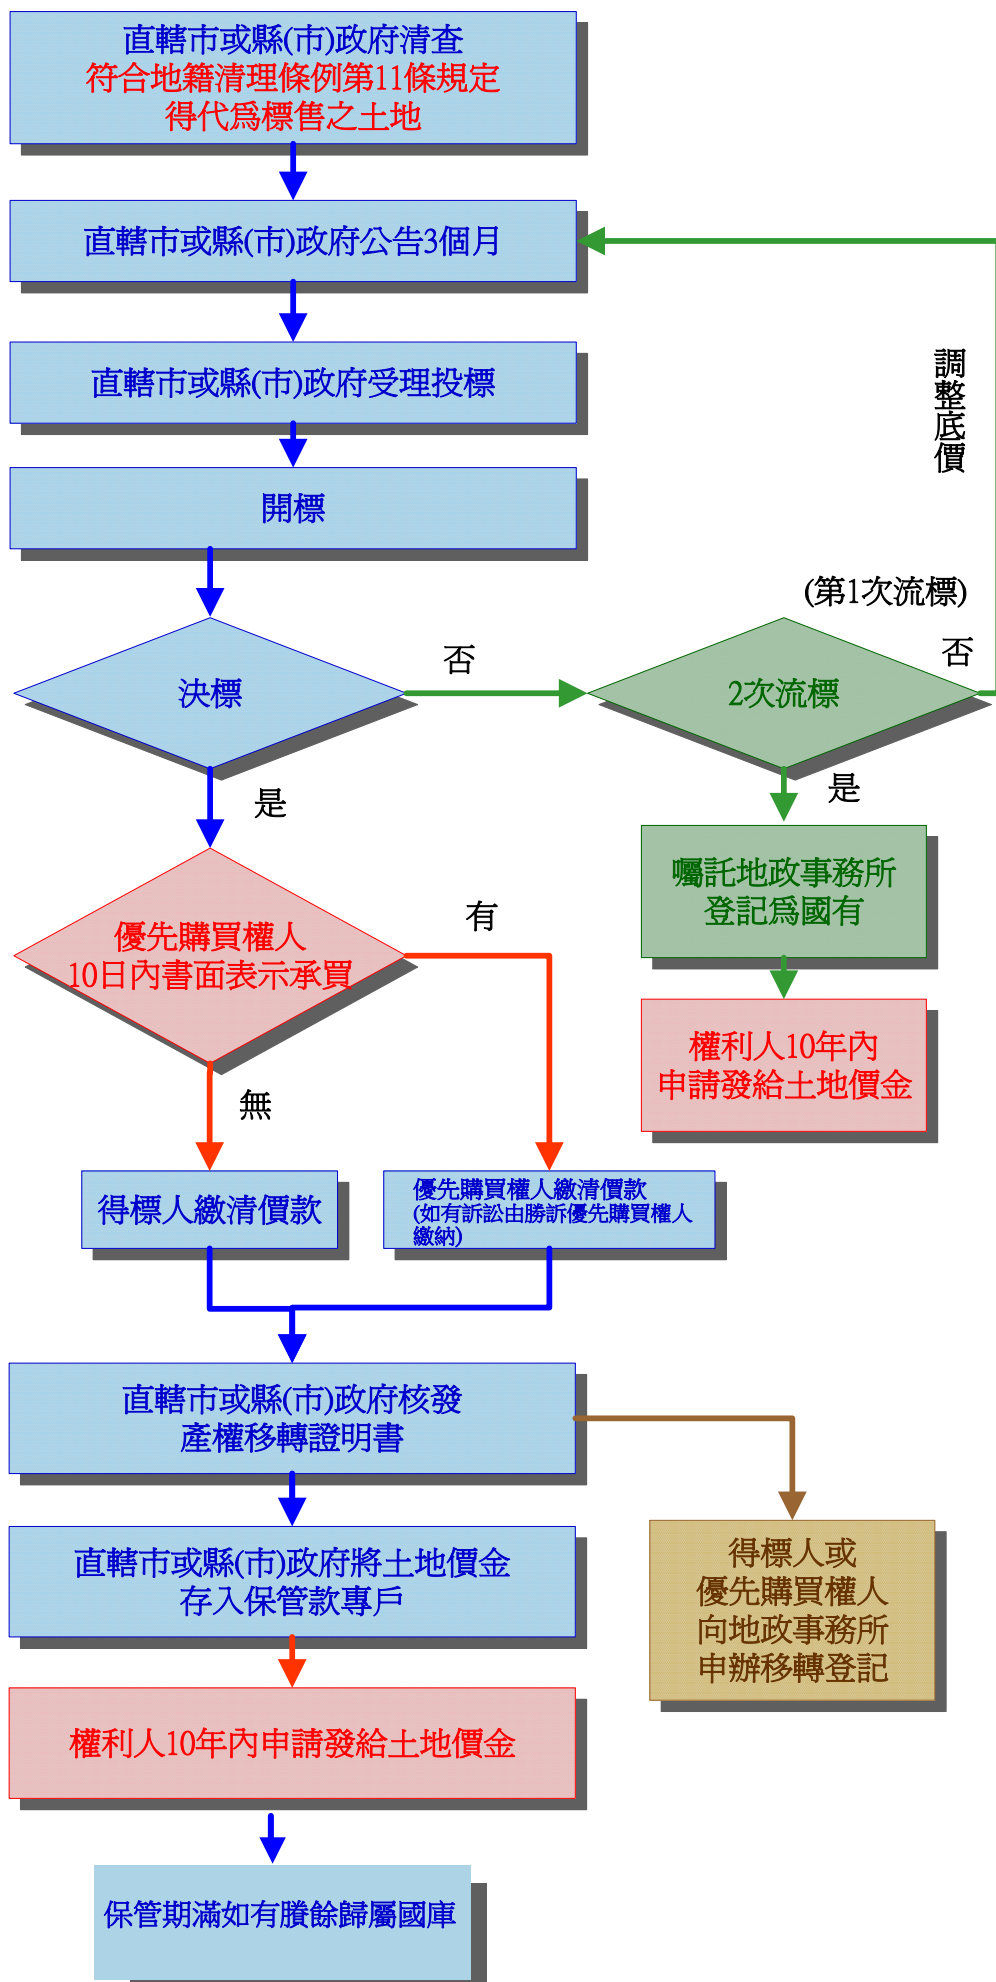 直轄市或縣(市)政府清查
符合地籍清理條例第11條規定
得代為標售之土地
直轄市或縣(市)政府公告3個月
直轄市或縣(市)政府受理投標
開標
調整底價
(第1次流標)
決標
否
2次流標
否
是
是
囑託地政事務所
登記為國有
優先購買權人
10日內書面表示承買
有
無
權利人10年內
申請發給土地價金
得標人繳清價款
優先購買權人繳清價款
(如有訴訟由勝訴優先購買權人
繳納)
直轄市或縣(市)政府核發
產權移轉證明書
直轄市或縣(市)政府將土地價金
存入保管款專戶
得標人或
優先購買權人
向地政事務所
申辦移轉登記
權利人10年內申請發給土地價金
保管期滿如有賸餘歸屬國庫